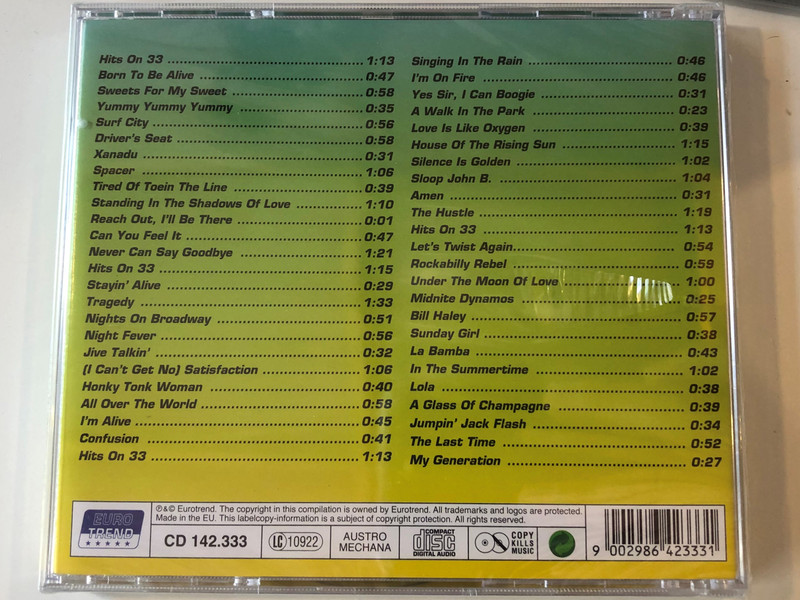 Hits On 33 1:13
Born To Be Alive 0:47
Sweets For My Sweet 0:58
Yummy Yummy Yummy 0:35
Surf City 0:56
Driver's Seat 0:58
Xanadu 0:31
Spacer 1:06
Tired Of Toein The Line 0:39
Standing In The Shadows Of Love 1:10
Reach Out, I'll Be There 0:01
Can You Feel It 0:47
Never Can Say Goodbye 1:21
Hits On 33 1:15
Stayin' Alive 0:29
Tragedy 1:33
Nights On Broadway 0:51
Night Fever 0:56
Jive Talkin' 0:32
(I Can't Get No) Satisfaction 1:06
Honky Tonk Woman 0:40
All Over The World 0:58
I'm Alive 0:45
Confusion 0:41
Hits On 33 1:13
Singing In The Rain 0:46
I'm On Fire 0:46
Yes Sir, I Can Boogie 0:31
A Walk In The Park 0:23
Love Is Like Oxygen 0:39
House Of The Rising Sun 1:15
Silence Is Golden 1:02
Sloop John B. 1:04
Amen 0:31
The Hustle 1:19
Hits On 33 1:13
Let's Twist Again 0:54
Rockabilly Rebel 0:59
Under The Moon Of Love 1:00
Midnite Dynamos 0:25
Bill Haley 0:57
Sunday Girl 0:38
La Bamba 0:43
In The Summertime 1:02
Lola 0:38
A Glass Of Champagne 0:39
Jumpin' Jack Flash 0:34
The Last Time 0:52
My Generation 0:27
EURO
TREND
℗&© Eurotrend. The copyright in this compilation is owned by Eurotrend. All trademarks and logos are protected.
Made in the EU. This labelcopy-information is a subject of copyright protection. All rights reserved.
CD 142.333
LC 10922
AUSTRO
MECHANA
COMPACT
disc
DIGITAL AUDIO
COPY
KILLS
MUSIC
9 002986 423331